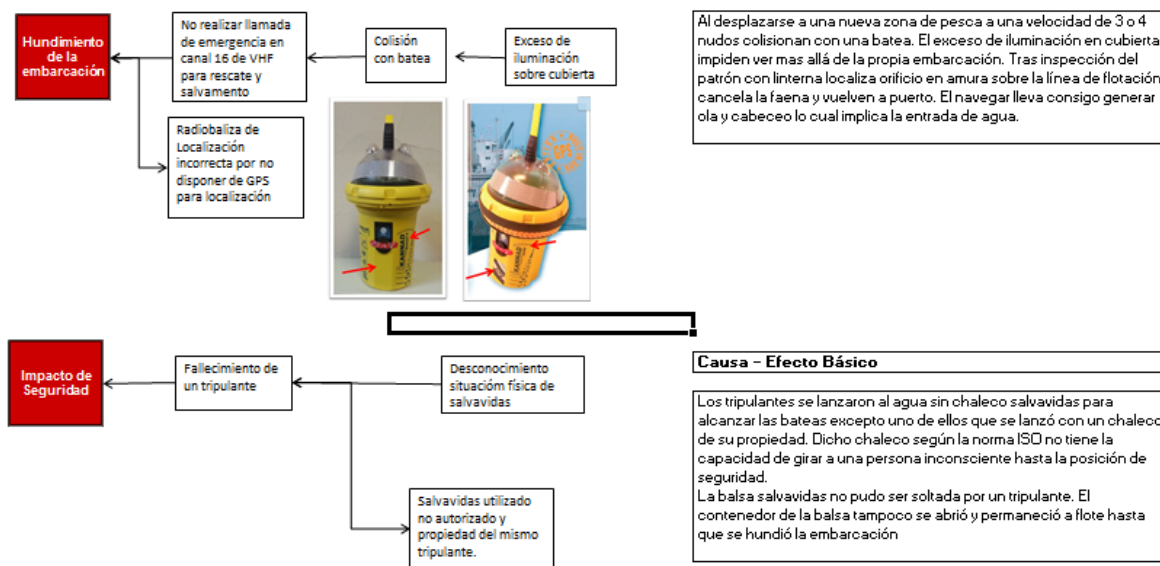 Hundimiento
de la
embarcación
No realizar llamada
de emergencia en
canal 16 de VHF
para rescate y
salvamento
Colisión
con batea
Exceso de
iluminación
sobre cubierta
Radiobaliza de
Localización
incorrecta por no
disponer de GPS
para localización
GPS
KANNAD
KANNAD
Al desplazarse a una nueva zona de pesca a una velocidad de 3 o 4
nudos colisionan con una batea. El exceso de iluminación en cubierta
impiden ver mas allá de la propia embarcación. Tras inspección del
patrón con linterna localiza orificio en amura sobre la línea de flotación
cancela la faena y vuelven a puerto. El navegar lleva consigo generar
ola y cabeceo lo cual implica la entrada de agua.
Impacto de
Seguridad
Fallecimiento de
un tripulante
Desconocimiento
situacióm física de
salvavidas
Salvavidas utilizado
no autorizado y
propiedad del mismo
tripulante.
Causa – Efecto Básico
Los tripulantes se lanzaron al agua sin chaleco salvavidas para
alcanzar las bateas excepto uno de ellos que se lanzó con un chaleco
de su propiedad. Dicho chaleco según la norma ISO no tiene la
capacidad de girar a una persona inconsciente hasta la posición de
seguridad.
La balsa salvavidas no pudo ser soltada por un tripulante. El
contenedor de la balsa tampoco se abrió y permaneció a flote hasta
que se hundió la embarcación